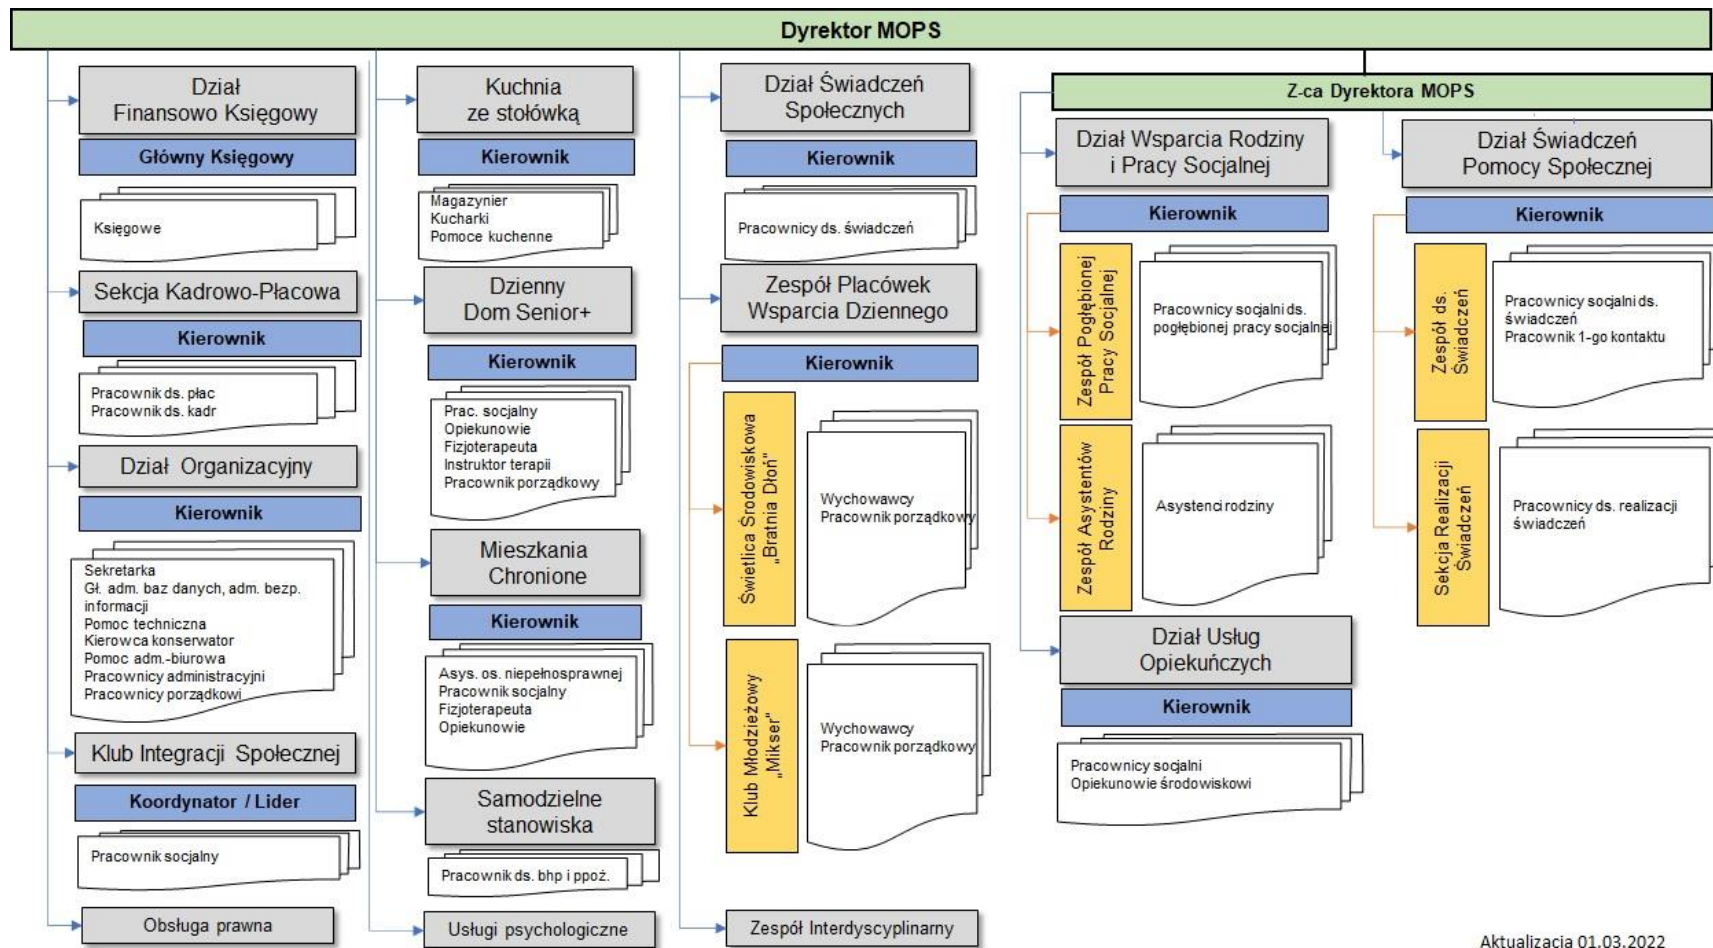 Dyrektor MOPS
Dział
Finansowo Księgowy
Główny Księgowy
Księgowe
Sekcja Kadrowo-Płacowa
Kierownik
Pracownik ds. płac
Pracownik ds. kadr
Dział Organizacyjny
Kierownik
Sekretarka
Gł. adm. baz danych, adm. bezp.
informacji
Pomoc techniczna
Kierowca konserwator
Pomoc adm.-biurowa
Pracownicy administracyjni
Pracownicy porządkowi
Klub Integracji Społecznej
Koordynator / Lider
Pracownik socjalny
Obsługa prawna
Kuchnia
ze stołówką
Kierownik
Magazynier
Kucharki
Pomoce kuchenne
Dzienny
Dom Senior+
Kierownik
Prac. socjalny
Opiekunowie
Fizjoterapeuta
Instruktor terapii
Pracownik porządkowy
Mieszkania
Chronione
Kierownik
Asys. os. niepełnosprawnej
Pracownik socjalny
Fizjoterapeuta
Opiekunowie
Samodzielne
stanowiska
Pracownik ds. bhp i ppoż.
Usługi psychologiczne
Dział Świadczeń
Społecznych
Kierownik
Pracownicy ds. świadczeń
Zespół Placówek
Wsparcia Dziennego
Kierownik
Świetlica Środowiskowa
„Bratnia Dłoń"
Wychowawcy
Pracownik porządkowy
Klub Młodzieżowy
„Mikser"
Wychowawcy
Pracownik porządkowy
Zespół Interdyscyplinarny
Z-ca Dyrektora MOPS
Dział Wsparcia Rodziny
i Pracy Socjalnej
Kierownik
Zespół Pogłębionej
Pracy Socjalnej
Pracownicy socjalni ds.
pogłębionej pracy socjalnej
Zespół Asystentów
Rodziny
Asystenci rodziny
Dział Usług
Opiekuńczych
Kierownik
Pracownicy socjalni
Opiekunowie środowiskowi
Dział Świadczeń
Pomocy Społecznej
Kierownik
Zespół ds.
Świadczeń
Pracownicy socjalni ds.
świadczeń
Pracownik 1-go kontaktu
Sekcja Realizacji
Świadczeń
Pracownicy ds. realizacji
świadczeń
Aktualizacja 01.03.2022